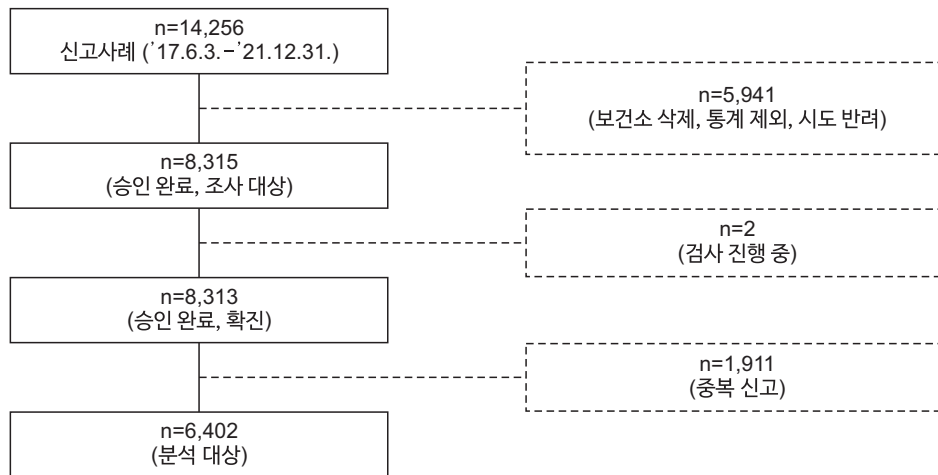 n=14,256
신고사례 (’17.6.3.–’21.12.31.)
n=5,941
(보건소 삭제, 통계 제외, 시도 반려)
n=8,315
(승인 완료, 조사 대상)
n=2
(검사 진행 중)
n=8,313
(승인 완료, 확진)
n=1,911
(중복 신고)
n=6,402
(분석 대상)